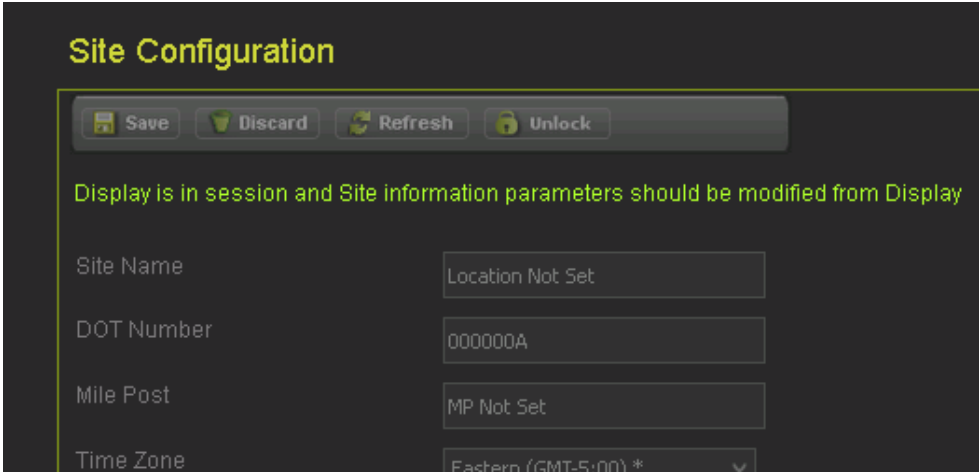 Site Configuration
Save Discard Refresh Unlock
Display is in session and Site information parameters should be modified from Display
Site Name Location Not Set
DOT Number 000000A
Mile Post MP Not Set
Time Zone Eastern (GMT-5:00) *